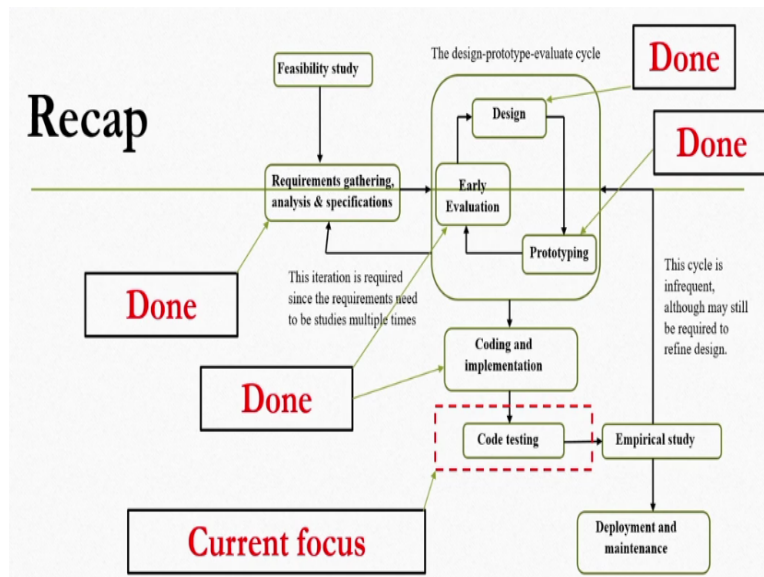 The design-prototype-evaluate cycle
Done
Feasibility study
Recap
Design
Done
Requirements gathering,
analysis & specifications
Early
Evaluation
Prototyping
This iteration is required
since the requirements need
to be studies multiple times
This cycle is
infrequent,
although may still
be required to
refine design.
Done
Coding and
implementation
Done
Code testing
Empirical study
Current focus
Deployment and
maintenance